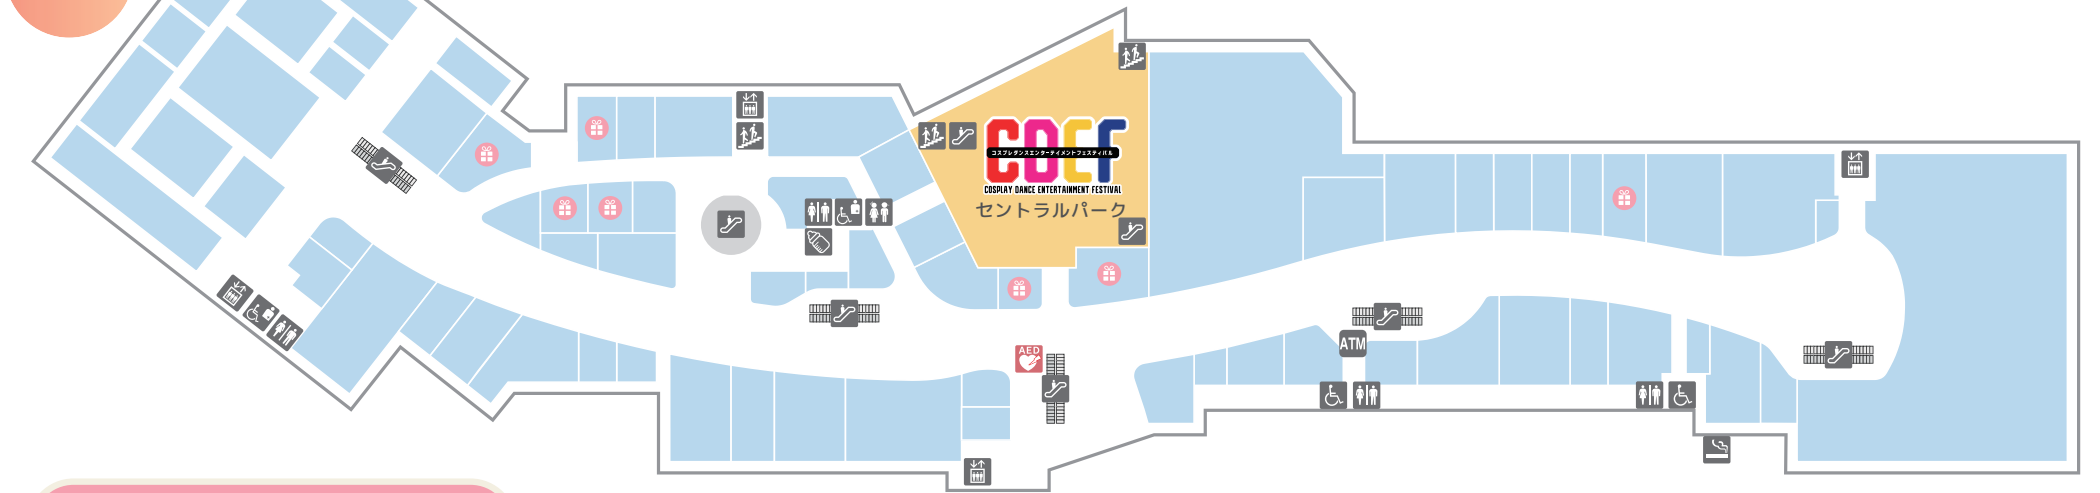 CDEF
コスプレダンスエンターテイメントフェスティバル
COSPLAY DANCE ENTERTAINMENT FESTIVAL
セントラルパーク
AED
ATM